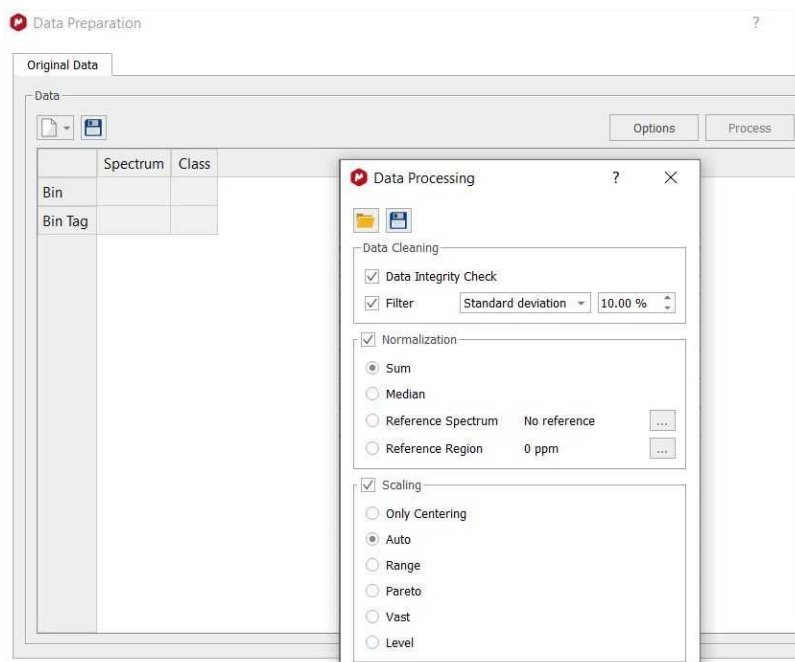 Data Preparation ?
Original Data
Data
Options Process
Spectrum Class
Bin
Bin Tag
Data Processing ?
Data Cleaning
Data Integrity Check
Filter Standard deviation 10.00 %
Normalization
Sum
Median
Reference Spectrum No reference ...
Reference Region 0 ppm ...
Scaling
Only Centering
Auto
Range
Pareto
Vast
Level